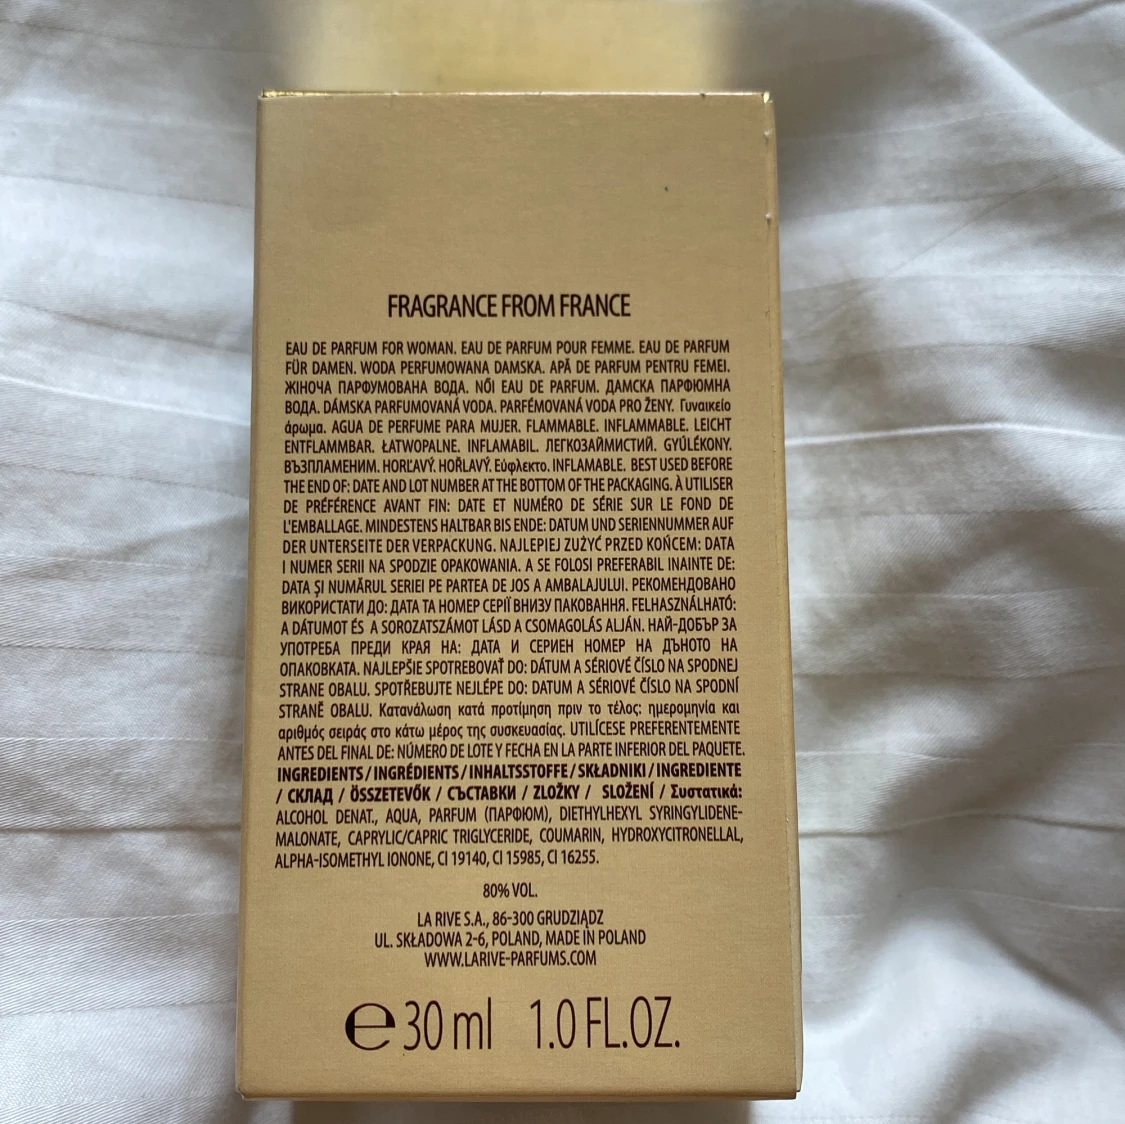 FRAGRANCE FROM FRANCE
EAU DE PARFUM FOR WOMAN. EAU DE PARFUM POUR FEMME. EAU DE PARFUM
FÜR DAMEN. WODA PERFUMOWANA DAMSKA. APĂ DE PARFUM PENTRU FEMEI.
ЖІНОЧА ПАРФУМОВАНА ВОДА. NŐI EAU DE PARFUM. ДАМСКА ПАРФЮМНА
ВОДА. DÁMSKA PARFUMOVANÁ VODA. PARFÉMOVANÁ VODA PRO ŽENY. Γυναικείο
άρωμα. AGUA DE PERFUME PARA MUJER. FLAMMABLE. INFLAMMABLE. LEICHT
ENTFLAMMBAR. ŁATWOPALNE. INFLAMABIL. ЛЕГКОЗАЙМИСТИЙ. GYÚLÉKONY.
ВЪЗПЛАМЕНИМ. HORĽAVÝ. HOŘLAVÝ. Εύφλεκτο. INFLAMABLE. BEST USED BEFORE
THE END OF: DATE AND LOT NUMBER AT THE BOTTOM OF THE PACKAGING. À UTILISER
DE PRÉFÉRENCE AVANT FIN: DATE ET NUMÉRO DE SÉRIE SUR LE FOND DE
L'EMBALLAGE. MINDESTENS HALTBAR BIS ENDE: DATUM UND SERIENNUMMER AUF
DER UNTERSEITE DER VERPACKUNG. NAJLEPIEJ ZUŻYĆ PRZED KOŃCEM: DATA
I NUMER SERII NA SPODZIE OPAKOWANIA. A SE FOLOSI PREFERABIL INAINTE DE:
DATA ȘI NUMĂRUL SERIEI PE PARTEA DE JOS A AMBALAJULUI. РЕКОМЕНДОВАНО
ВИКОРИСТАТИ ДО: ДАТА ТА НОМЕР СЕРІЇ ВНИЗУ ПАКОВАННЯ. FELHASZNÁLHATÓ:
A DÁTUMOT ÉS A SOROZATSZÁMOT LÁSD A CSOMAGOLÁS ALJÁN. НАЙ-ДОБЪР ЗА
УПОТРЕБА ПРЕДИ КРАЯ НА: ДАТА И СЕРИЕН НОМЕР НА ДЪНОТО НА
ОПАКОВКАТА. NAJLEPŠIE SPOTREBOVAŤ DO: DÁTUM A SÉRIOVÉ ČÍSLO NA SPODNEJ
STRANE OBALU. SPOTŘEBUJTE NEJLÉPE DO: DATUM A SÉRIOVÉ ČÍSLO NA SPODNÍ
STRANĚ OBALU. Κατανάλωση κατά προτίμηση πριν το τέλος: ημερομηνία και
αριθμός σειράς στο κάτω μέρος της συσκευασίας. UTILÍCESE PREFERENTEMENTE
ANTES DEL FINAL DE: NÚMERO DE LOTE Y FECHA EN LA PARTE INFERIOR DEL PAQUETE.
INGREDIENTS / INGRÉDIENTS / INHALTSSTOFFE / SKŁADNIKI / INGREDIENTE
/ СКЛАД / ÖSSZETEVŐK / СЪСТАВКИ / ZLOŽKY / SLOŽENÍ / Συστατικά:
ALCOHOL DENAT., AQUA, PARFUM (ПАРФЮМ), DIETHYLHEXYL SYRINGYLIDENE-
MALONATE, CAPRYLIC/CAPRIC TRIGLYCERIDE, COUMARIN, HYDROXYCITRONELLAL,
ALPHA-ISOMETHYL IONONE, CI 19140, CI 15985, CI 16255.
80% VOL.
LA RIVE S.A., 86-300 GRUDZIĄDZ
UL. SKŁADOWA 2-6, POLAND, MADE IN POLAND
WWW.LARIVE-PARFUMS.COM
℮ 30 ml 1.0 FL.OZ.